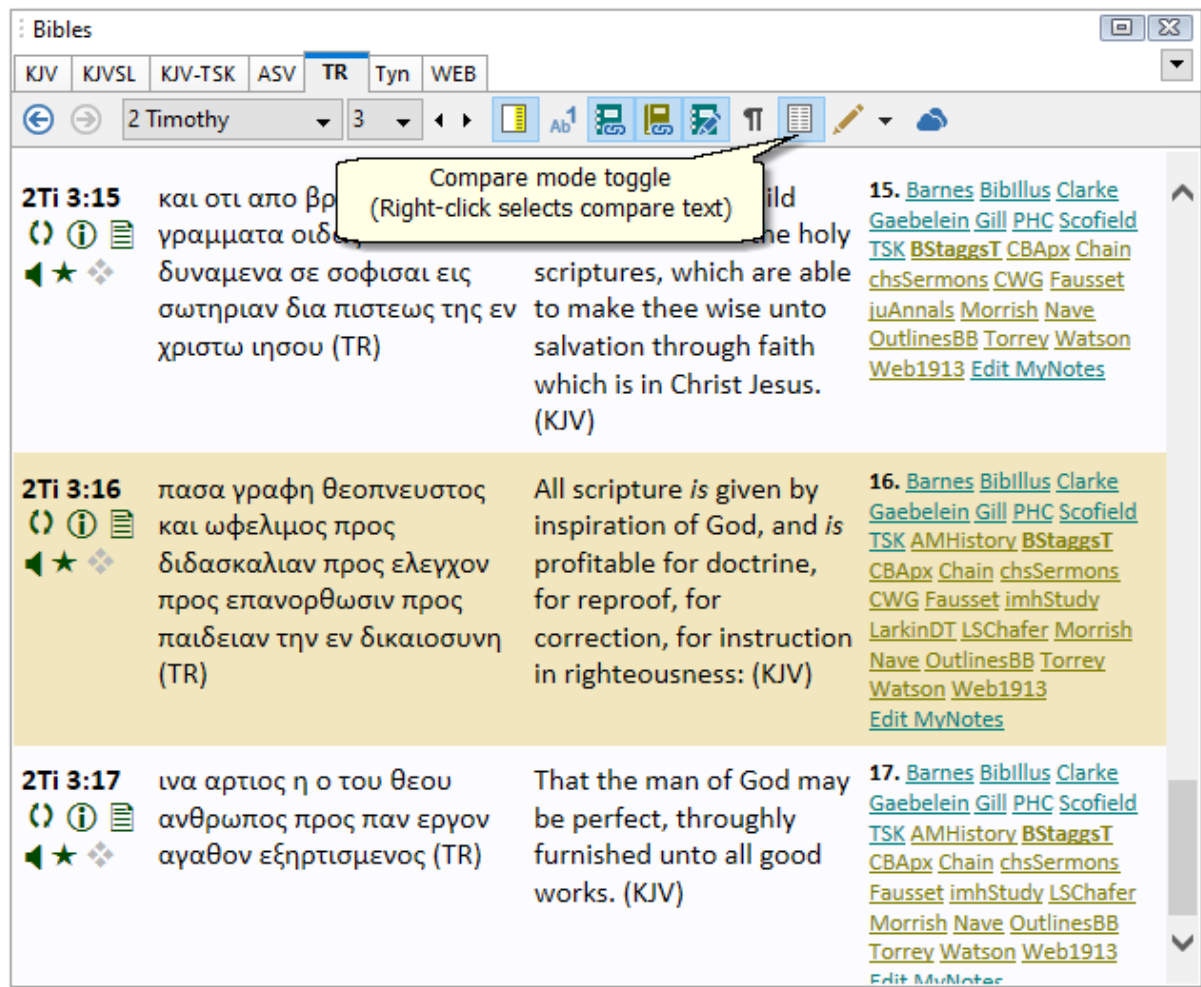 Bibles
KJV KJVSL KJV-TSK ASV TR Tyn WEB
2 Timothy 3 Ab1 ¶
Compare mode toggle
(Right-click selects compare text)
2Ti 3:15
και οτι απο
γραμματα
δυναμενα σε σοφισαι εις
σωτηριαν δια πιστεως της εν
χριστω ιησου (TR)
holy
scriptures, which are able
to make thee wise unto
salvation through faith
which is in Christ Jesus.
(KJV)
15. Barnes BibIllus Clarke
Gaebelein Gill PHC Scofield
TSK BStaggsT CBApx Chain
chsSermons CWG Fausset
juAnnals Morrish Nave
OutlinesBB Torrey Watson
Web1913 Edit MyNotes
2Ti 3:16
πασα γραφη θεοπνευστος
και ωφελιμος προς
διδασκαλιαν προς ελεγχον
προς επανορθωσιν προς
παιδειαν την εν δικαιοσυνη
(TR)
All scripture is given by
inspiration of God, and is
profitable for doctrine,
for reproof, for
correction, for instruction
in righteousness: (KJV)
16. Barnes BibIllus Clarke
Gaebelein Gill PHC Scofield
TSK AMHistory BStaggsT
CBApx Chain chsSermons
CWG Fausset imhStudy
LarkinDT LSChafer Morrish
Nave OutlinesBB Torrey
Watson Web1913
Edit MyNotes
2Ti 3:17
ινα αρτιος η ο του θεου
ανθρωπος προς παν εργον
αγαθον εξηρτισμενος (TR)
That the man of God may
be perfect, throughly
furnished unto all good
works. (KJV)
17. Barnes BibIllus Clarke
Gaebelein Gill PHC Scofield
TSK AMHistory BStaggsT
CBApx Chain chsSermons
Fausset imhStudy LSChafer
Morrish Nave OutlinesBB
Torrey Watson Web1913
Edit MyNotes